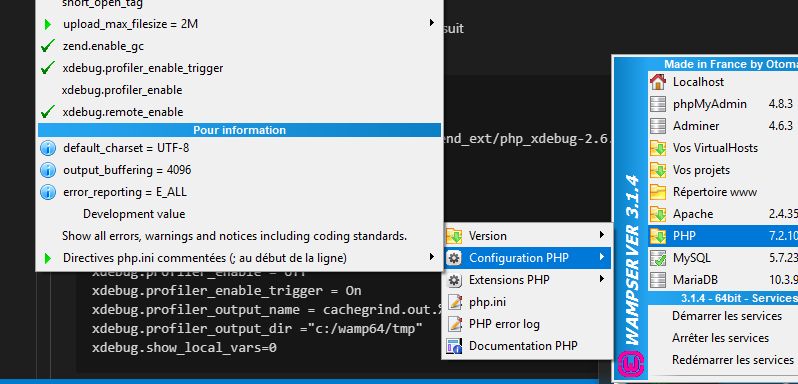 short_open_tag
upload_max_filesize = 2M
zend.enable_gc
xdebug.profiler_enable_trigger
xdebug.profiler_enable
xdebug.remote_enable
Pour information
default_charset = UTF-8
output_buffering = 4096
error_reporting = E_ALL
Development value
Show all errors, warnings and notices including coding standards.
Directives php.ini commentées (; au début de la ligne)
suit
end_ext/php_xdebug-2.6.
xdebug.profiler_enable = Off
xdebug.profiler_enable_trigger = On
xdebug.profiler_output_name = cachegrind.out.
xdebug.profiler_output_dir ="c:/wamp64/tmp"
xdebug.show_local_vars=0
Version
Configuration PHP
Extensions PHP
php.ini
PHP error log
Documentation PHP
WAMPSERVER 3.1.4
Made in France by Otoma
Localhost
phpMyAdmin 4.8.3
Adminer 4.6.3
Vos VirtualHosts
Vos projets
Répertoire www
Apache 2.4.35
PHP 7.2.10
MySQL 5.7.23
MariaDB 10.3.9
3.1.4 - 64bit - Services
Démarrer les services
Arrêter les services
Redémarrer les services